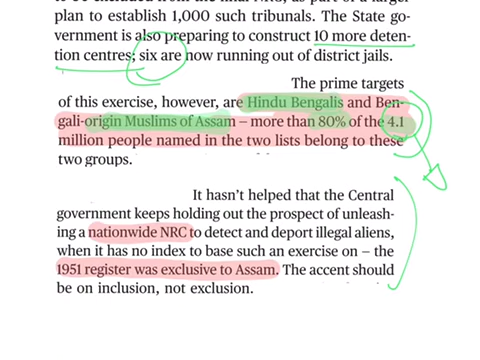 plan to establish 1,000 such tribunals. The State go-
vernment is also preparing to construct 10 more deten-
tion centres; six are now running out of district jails.
The prime targets
of this exercise, however, are Hindu Bengalis and Ben-
gali-origin Muslims of Assam – more than 80% of the 4.1
million people named in the two lists belong to these
two groups.
It hasn't helped that the Central
government keeps holding out the prospect of unleash-
ing a nationwide NRC to detect and deport illegal aliens,
when it has no index to base such an exercise on – the
1951 register was exclusive to Assam. The accent should
be on inclusion, not exclusion.